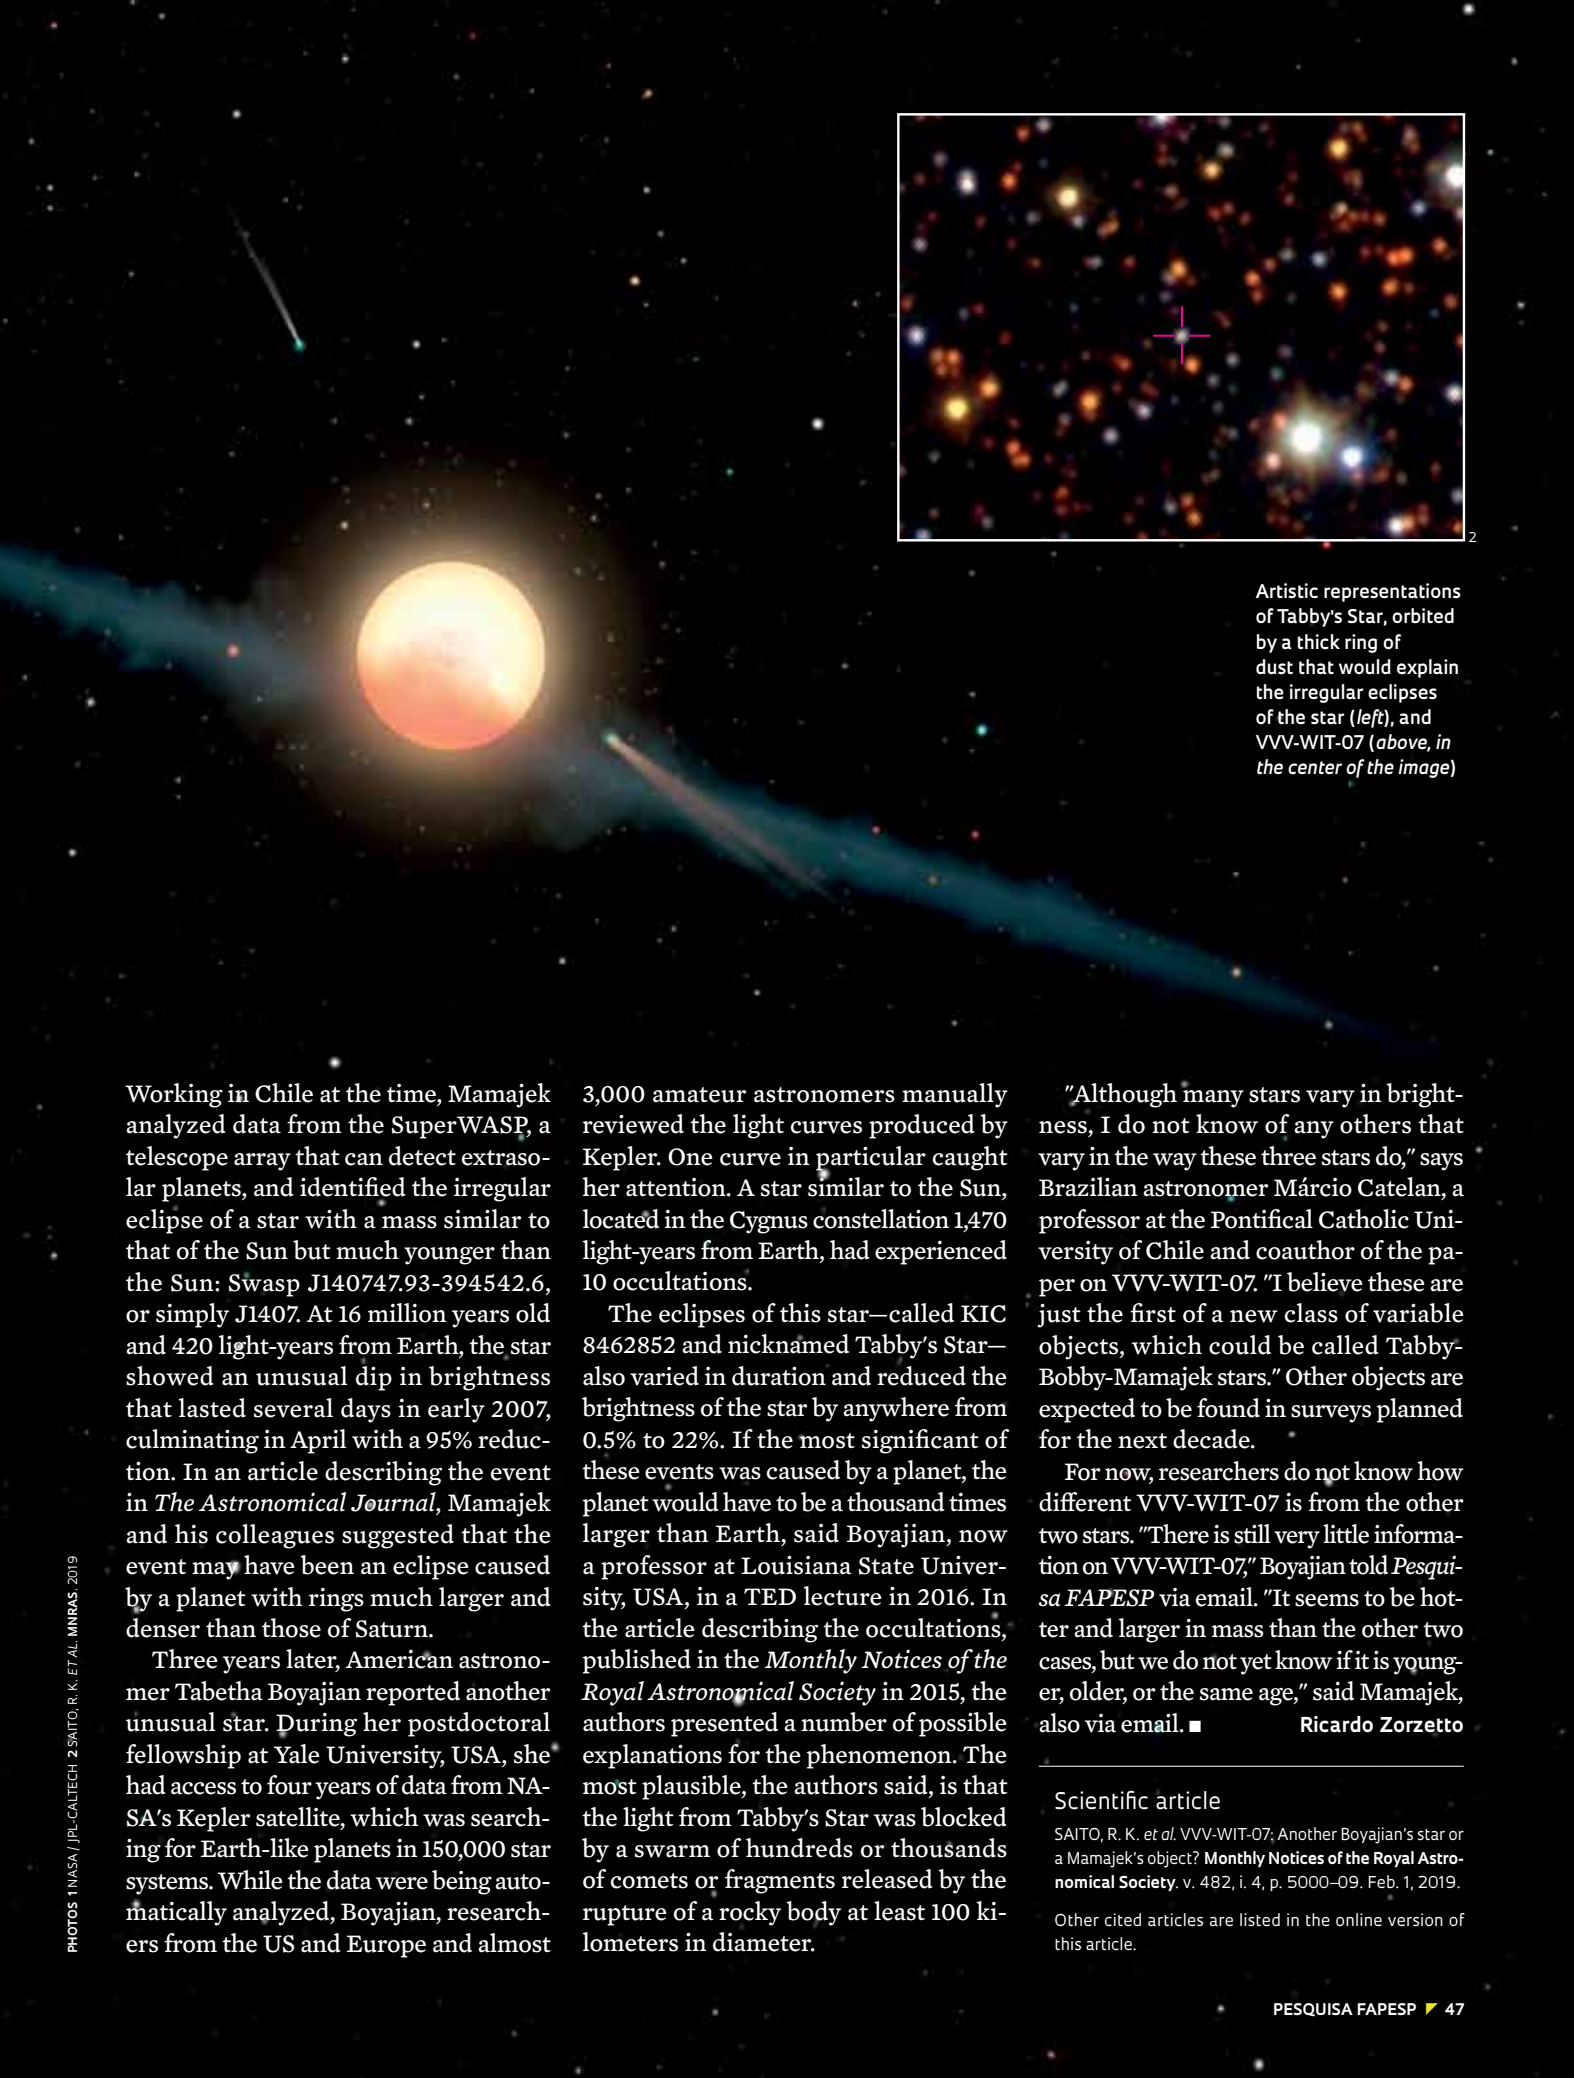 2
Artistic representations
of Tabby's Star, orbited
by a thick ring of
dust that would explain
the irregular eclipses
of the star (left), and
VVV-WIT-07 (above, in
the center of the image)
Working in Chile at the time, Mamajek
analyzed data from the SuperWASP, a
telescope array that can detect extraso-
lar planets, and identified the irregular
eclipse of a star with a mass similar to
that of the Sun but much younger than
the Sun: Swasp J140747.93-394542.6,
or simply J1407. At 16 million years old
and 420 light-years from Earth, the star
showed an unusual dip in brightness
that lasted several days in early 2007,
culminating in April with a 95% reduc-
tion. In an article describing the event
in The Astronomical Journal, Mamajek
and his colleagues suggested that the
event may have been an eclipse caused
by a planet with rings much larger and
denser than those of Saturn.
Three years later, American astrono-
mer Tabetha Boyajian reported another
unusual star. During her postdoctoral
fellowship at Yale University, USA, she
had access to four years of data from NA-
SA's Kepler satellite, which was search-
ing for Earth-like planets in 150,000 star
systems. While the data were being auto-
matically analyzed, Boyajian, research-
ers from the US and Europe and almost
3,000 amateur astronomers manually
reviewed the light curves produced by
Kepler. One curve in particular caught
her attention. A star similar to the Sun,
located in the Cygnus constellation 1,470
light-years from Earth, had experienced
10 occultations.
The eclipses of this star—called KIC
8462852 and nicknamed Tabby's Star—
also varied in duration and reduced the
brightness of the star by anywhere from
0.5% to 22%. If the most significant of
these events was caused by a planet, the
planet would have to be a thousand times
larger than Earth, said Boyajian, now
a professor at Louisiana State Univer-
sity, USA, in a TED lecture in 2016. In
the article describing the occultations,
published in the Monthly Notices of the
Royal Astronomical Society in 2015, the
authors presented a number of possible
explanations for the phenomenon. The
most plausible, the authors said, is that
the light from Tabby's Star was blocked
by a swarm of hundreds or thousands
of comets or fragments released by the
rupture of a rocky body at least 100 ki-
lometers in diameter.
"Although many stars vary in bright-
ness, I do not know of any others that
vary in the way these three stars do," says
Brazilian astronomer Márcio Catelan, a
professor at the Pontifical Catholic Uni-
versity of Chile and coauthor of the pa-
per on VVV-WIT-07. "I believe these are
just the first of a new class of variable
objects, which could be called Tabby-
Bobby-Mamajek stars." Other objects are
expected to be found in surveys planned
for the next decade.
For now, researchers do not know how
different VVV-WIT-07 is from the other
two stars. "There is still very little informa-
tion on VVV-WIT-07," Boyajian told Pesqui-
sa FAPESP via email. "It seems to be hot-
ter and larger in mass than the other two
cases, but we do not yet know if it is young-
er, older, or the same age," said Mamajek,
also via email. ■ Ricardo Zorzetto
Scientific article
SAITO, R. K. et al. VVV-WIT-07: Another Boyajian's star or
a Mamajek's object? Monthly Notices of the Royal Astro-
nomical Society. v. 482, i. 4, p. 5000–09. Feb. 1, 2019.
Other cited articles are listed in the online version of
this article.
PHOTOS 1 NASA / JPL-CALTECH 2 SAITO, R. K. ET AL. MNRAS. 2019
PESQUISA FAPESP 47